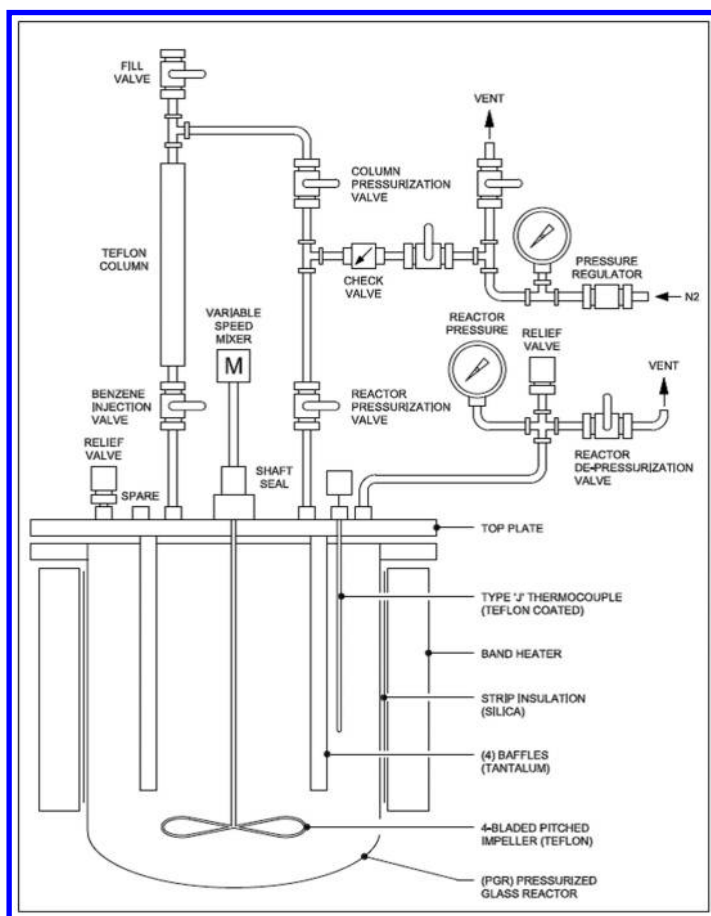 FILL
VALVE
VENT
COLUMN
PRESSURIZATION
VALVE
TEFLON
COLUMN
CHECK
VALVE
PRESSURE
REGULATOR
N2
VARIABLE
SPEED
MIXER
M
REACTOR
PRESSURE
RELIEF
VALVE
VENT
BENZENE
INJECTION
VALVE
REACTOR
PRESSURIZATION
VALVE
RELIEF
VALVE
SPARE
SHAFT
SEAL
REACTOR
DE-PRESSURIZATION
VALVE
TOP PLATE
TYPE 'J' THERMOCOUPLE
(TEFLON COATED)
BAND HEATER
STRIP INSULATION
(SILICA)
(4) BAFFLES
(TANTALUM)
4-BLADED PITCHED
IMPELLER (TEFLON)
(PGR) PRESSURIZED
GLASS REACTOR